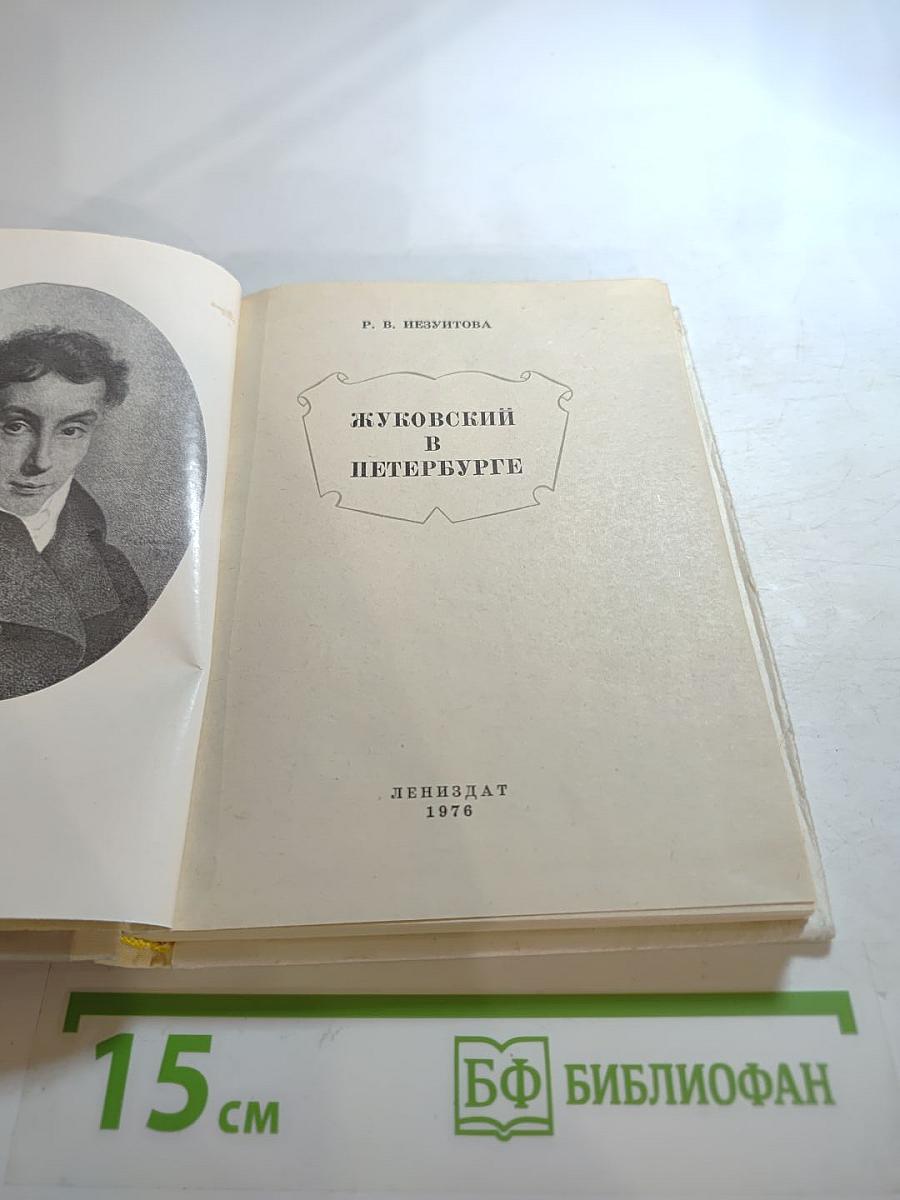 Р. В. ИЕЗУИТОВА
ЖУКОВСКИЙ
В
ПЕТЕРБУРГЕ
ЛЕНИЗДАТ
1976
15 см
БФ БИБЛИОФАН